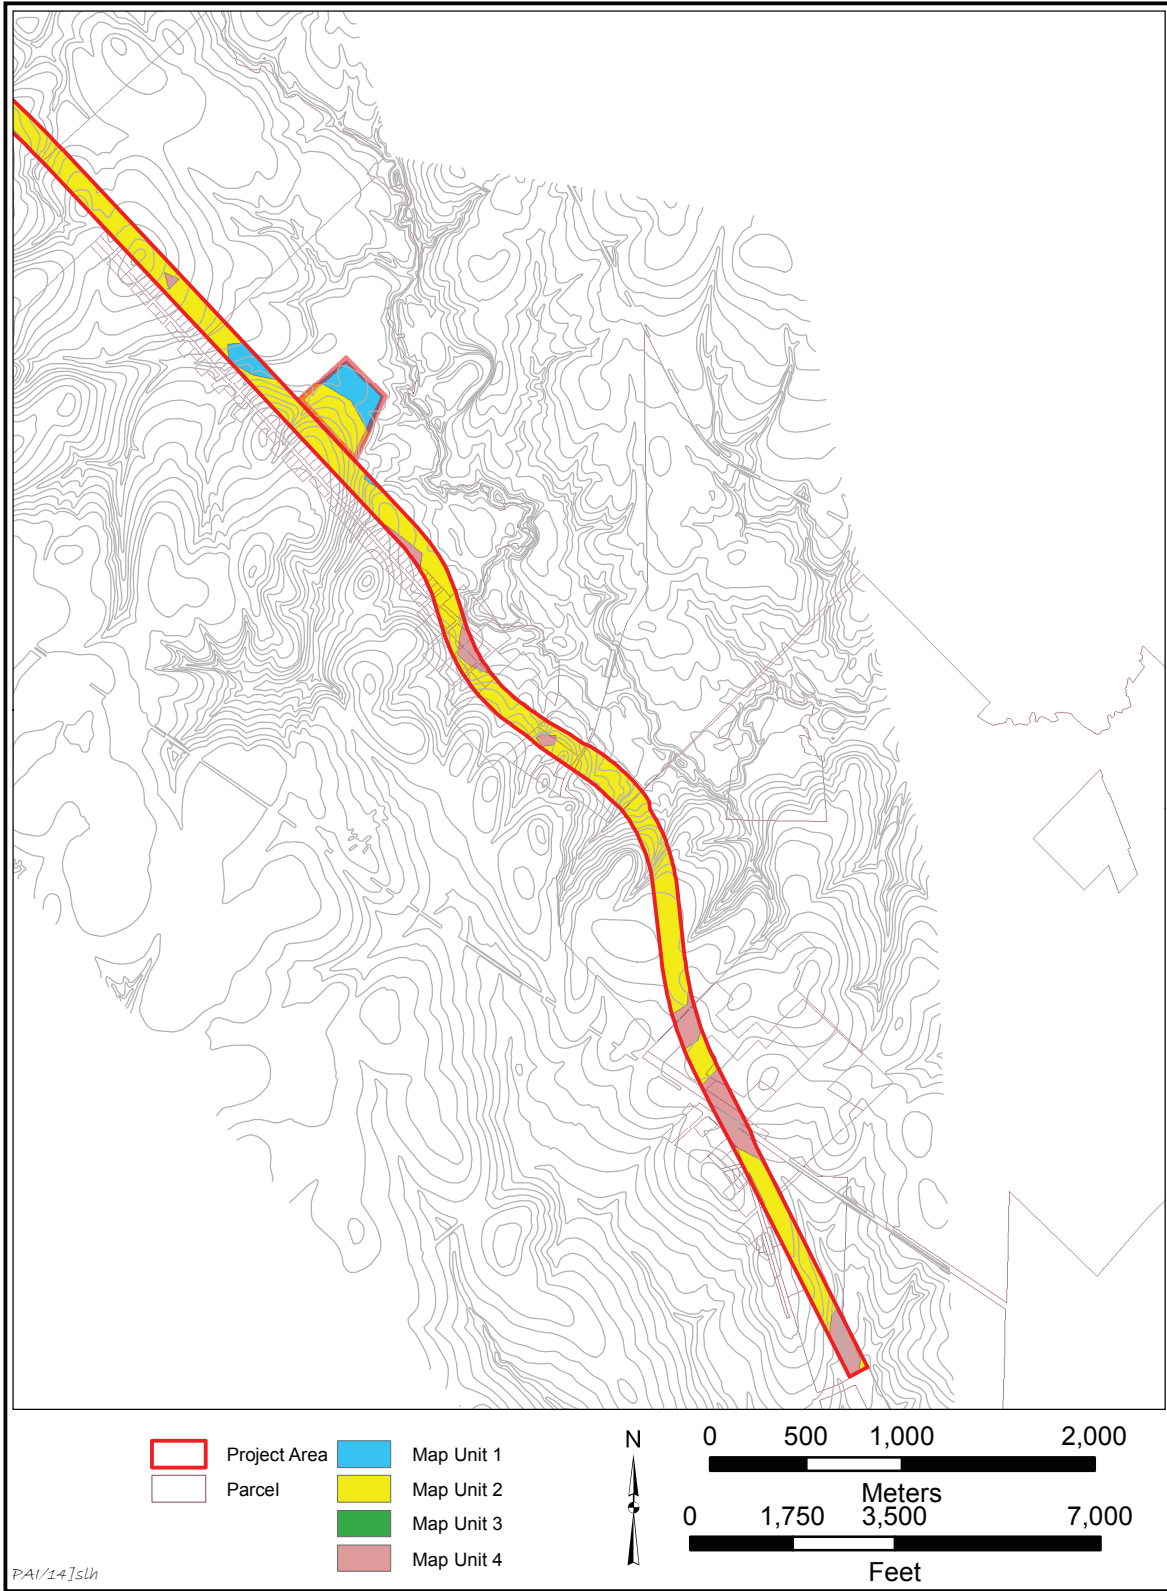 Project Area
Parcel
Map Unit 1
Map Unit 2
Map Unit 3
Map Unit 4
N
0 500 1,000 2,000
Meters
0 1,750 3,500 7,000
Feet
PAI/14]slh